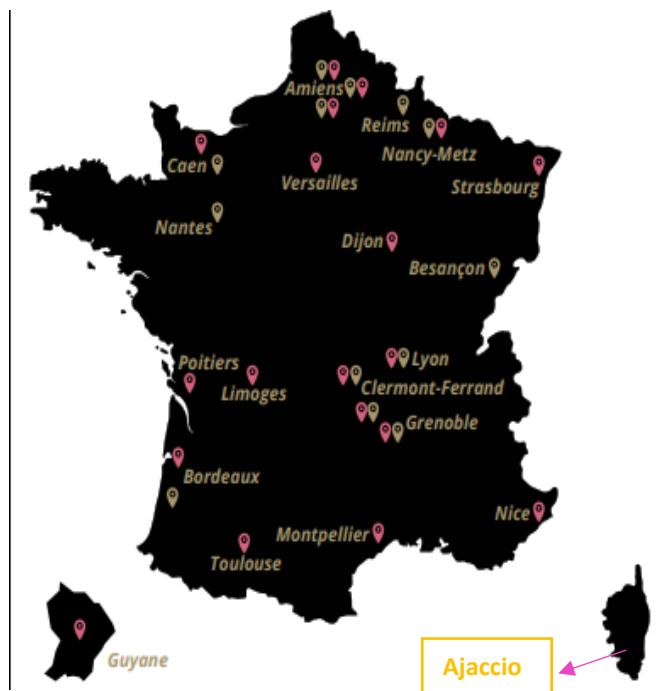 Amiens
Reims
Nancy-Metz
Caen
Versailles
Strasbourg
Nantes
Dijon
Besançon
Lyon
Poitiers
Limoges
Clermont-Ferrand
Grenoble
Bordeaux
Nice
Montpellier
Toulouse
Guyane
Ajaccio